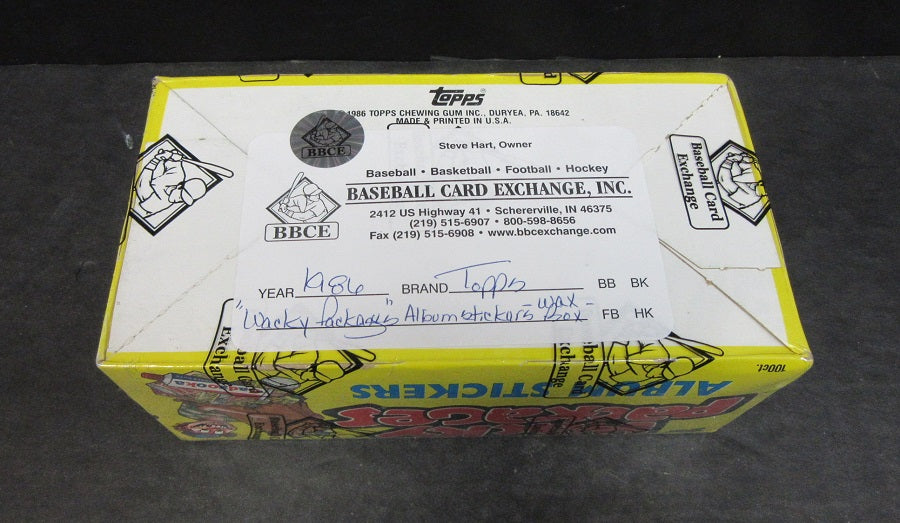 Topps
1986 TOPPS CHEWING GUM INC., DURYEA, PA. 18642
MADE & PRINTED IN U.S.A.
BBCE
Steve Hart, Owner
Baseball • Basketball • Football • Hockey
BASEBALL CARD EXCHANGE, INC.
BBCE
2412 US Highway 41 • Schererville, IN 46375
(219) 515-6907 • 800-598-8656
Fax (219) 515-6908 • www.bbcexchange.com
YEAR 1986 BRAND Topps BB BK
"Wacky Packages" Album stickers - Wax - Box FB HK
Baseball Card
Exchange
100ct.
ALBUM STICKERS
WACKY PACKAGES